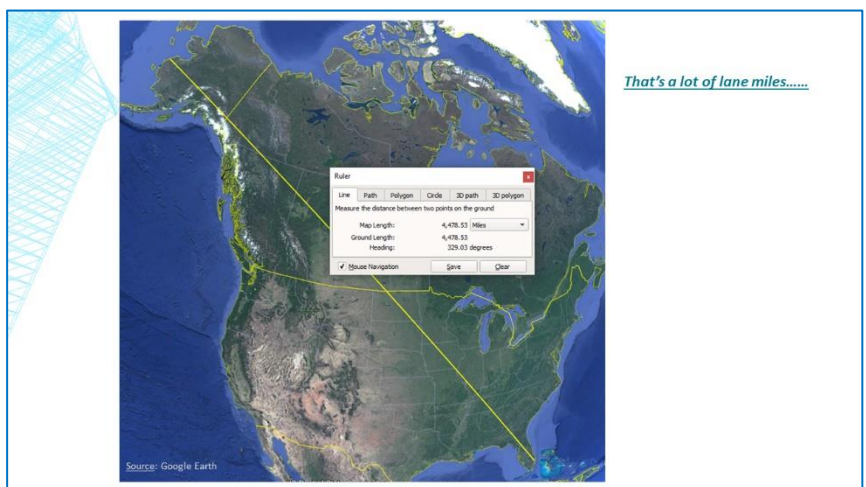 That's a lot of lane miles......
Ruler
Line Path Polygon Circle 3D path 3D polygon
Measure the distance between two points on the ground
Map Length: 4,478.53 Miles
Ground Length: 4,478.53
Heading: 329.03 degrees
Mouse Navigation Save Clear
Source: Google Earth